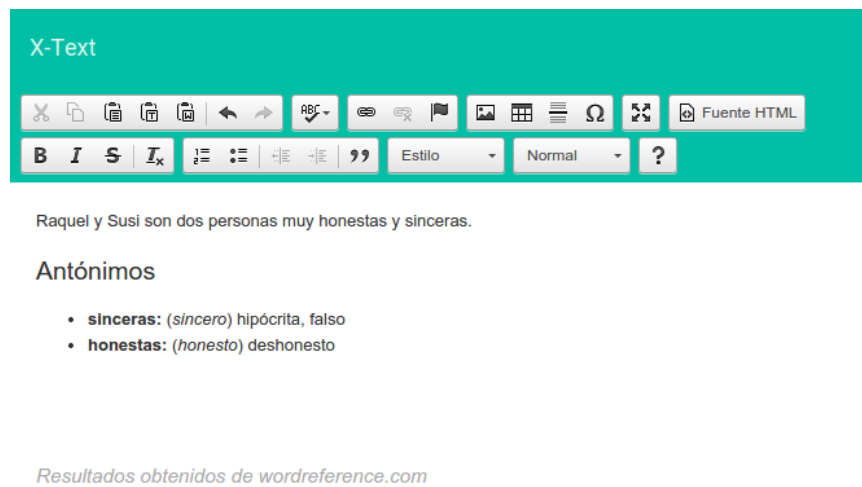 X-Text
ABC
Fuente HTML
Estilo
Normal
Raquel y Susi son dos personas muy honestas y sinceras.
Antónimos
sinceras: (sincero) hipócrita, falso
honestas: (honesto) deshonesto
Resultados obtenidos de wordreference.com